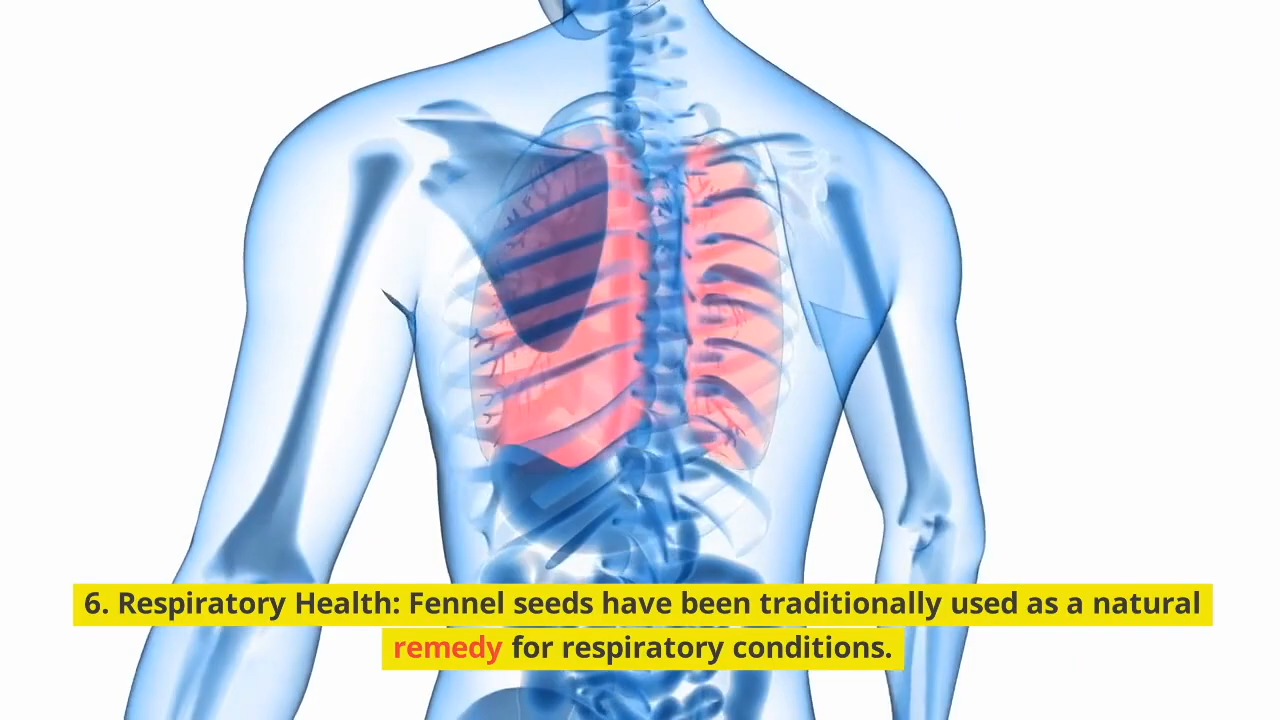 6. Respiratory Health: Fennel seeds have been traditionally used as a natural
remedy for respiratory conditions.